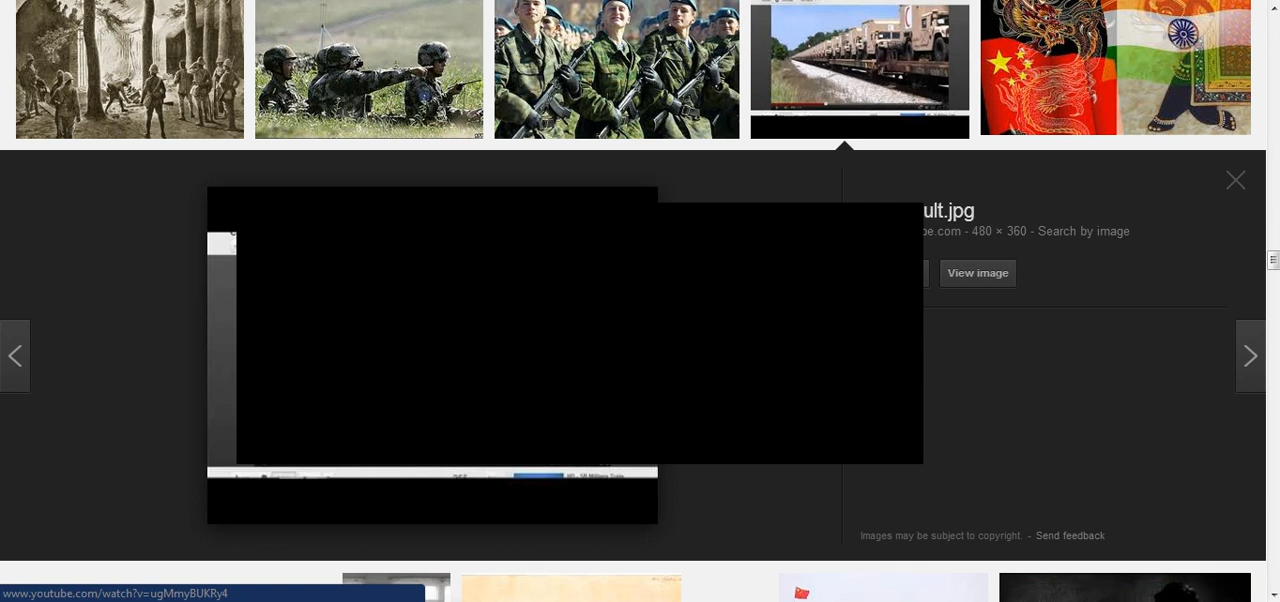 ult.jpg
be.com - 480 × 360 - Search by image
View image
Images may be subject to copyright. - Send feedback
www.youtube.com/watch?v=ugMmyBUKRy4